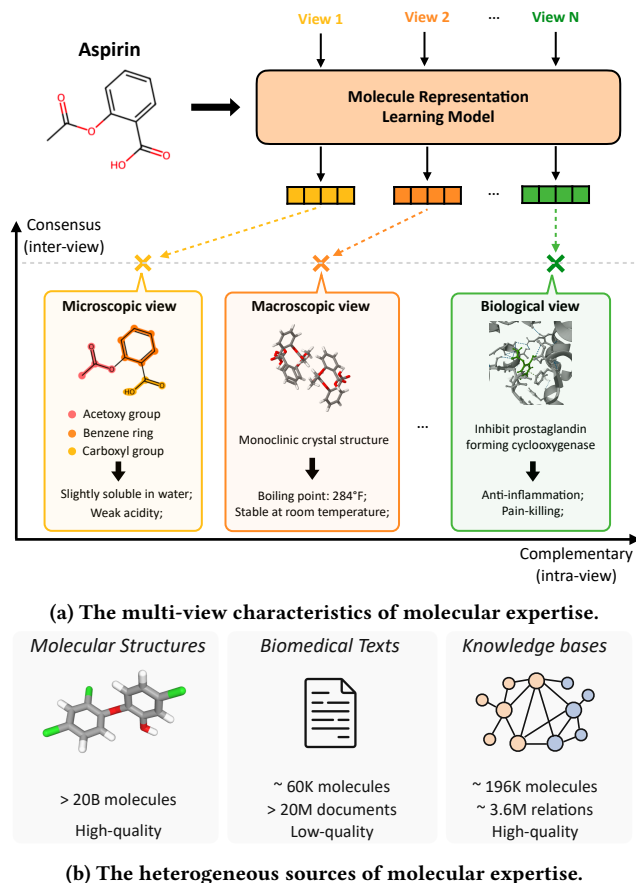 View 1
View 2
...
View N
Aspirin
O
O
O
HO
Molecule Representation
Learning Model
...
Consensus
(inter-view)
Microscopic view
O
O
O
HO
Acetoxy group
Benzene ring
Carboxyl group
Slightly soluble in water;
Weak acidity;
Macroscopic view
Monoclinic crystal structure
Boiling point: 284°F;
Stable at room temperature;
...
Biological view
Inhibit prostaglandin
forming cyclooxygenase
Anti-inflammation;
Pain-killing;
Complementary
(intra-view)
(a) The multi-view characteristics of molecular expertise.
Molecular Structures
> 20B molecules
High-quality
Biomedical Texts
~ 60K molecules
> 20M documents
Low-quality
Knowledge bases
~ 196K molecules
~ 3.6M relations
High-quality
(b) The heterogeneous sources of molecular expertise.